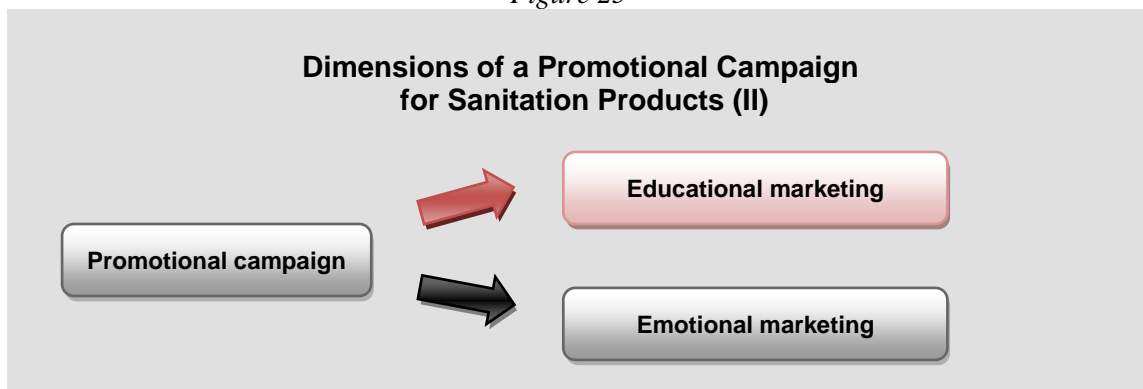 Dimensions of a Promotional Campaign
for Sanitation Products (II)
Educational marketing
Promotional campaign
Emotional marketing